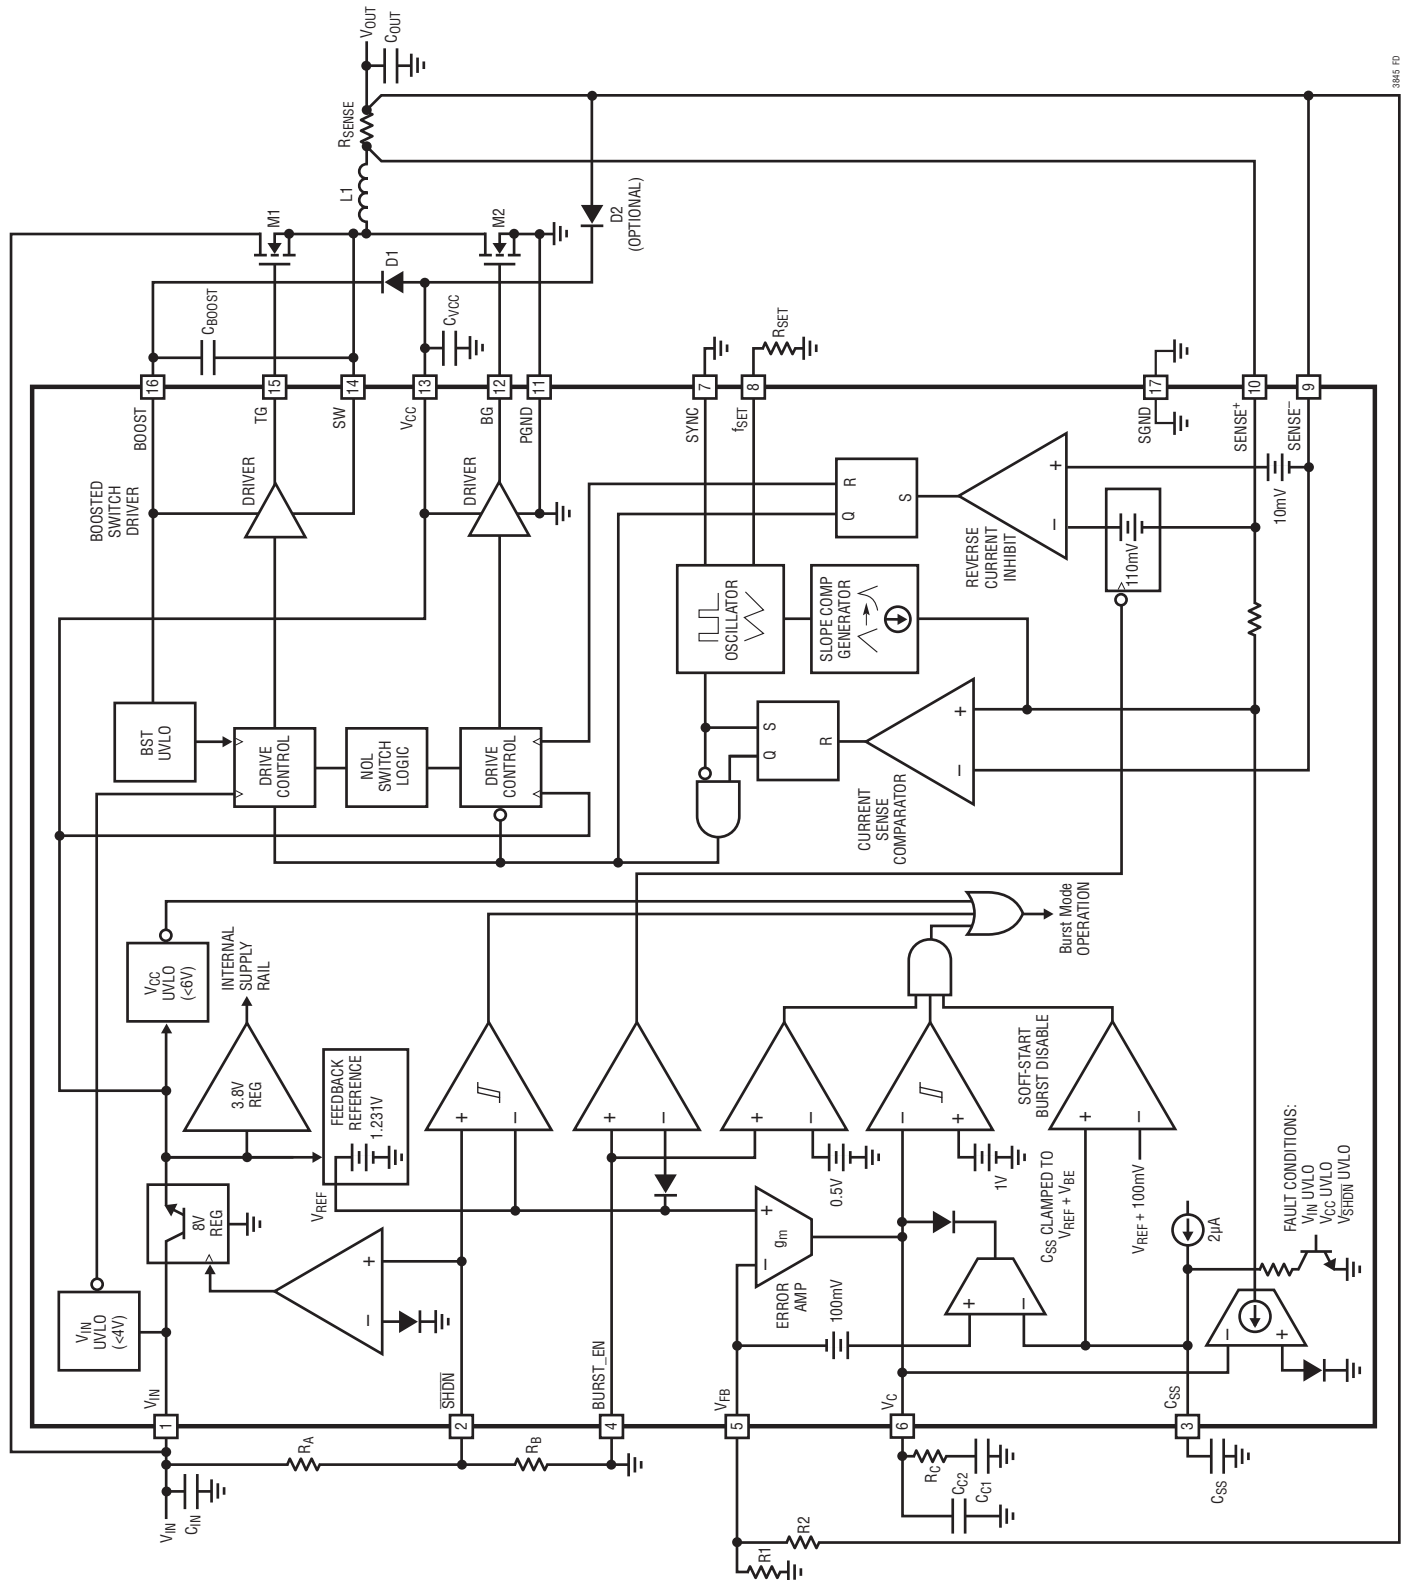 VIN
CIN
RA
RB
VIN
1
VIN
UVLO
(<4V)
8V
REG
VCC
UVLO
(<6V)
3.8V
REG
INTERNAL
SUPPLY
RAIL
FEEDBACK
REFERENCE
1.231V
VREF
+
–
SHDN
2
+
–
BURST_EN
4
+
–
+
–
0.5V
–
+
1V
SOFT-START
BURST DISABLE
+
–
VREF + 100mV
Burst Mode
OPERATION
VFB
5
+
–
gm
ERROR
AMP
100mV
+
–
CSS CLAMPED TO
VREF + VBE
VC
6
RC
CC2
CC1
CSS
3
CSS
2µA
FAULT CONDITIONS:
VIN UVLO
VCC UVLO
VSHDN UVLO
–
+
R1
R2
BST
UVLO
DRIVE
CONTROL
NOL
SWITCH
LOGIC
DRIVE
CONTROL
BOOSTED
SWITCH
DRIVER
DRIVER
DRIVER
BOOST
16
TG
15
SW
14
VCC
13
BG
12
PGND
11
SYNC
7
fSET
8
SGND
17
SENSE+
10
SENSE–
9
OSCILLATOR
SLOPE COMP
GENERATOR
Q
S
R
CURRENT
SENSE
COMPARATOR
+
–
Q
R
S
REVERSE
CURRENT
INHIBIT
+
–
110mV
10mV
CBOOST
D1
CVCC
M1
M2
L1
RSENSE
VOUT
COUT
D2
(OPTIONAL)
RSET
3845 FD